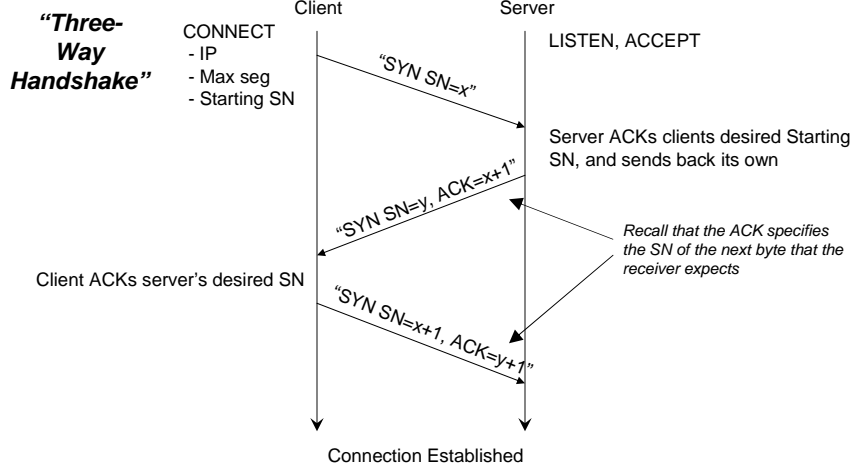 Client
Server
“Three-
Way
Handshake”
CONNECT
- IP
- Max seg
- Starting SN
LISTEN, ACCEPT
“SYN SN=x”
Server ACKs clients desired Starting
SN, and sends back its own
“SYN SN=y, ACK=x+1”
Recall that the ACK specifies
the SN of the next byte that the
receiver expects
Client ACKs server’s desired SN
“SYN SN=x+1, ACK=y+1”
Connection Established